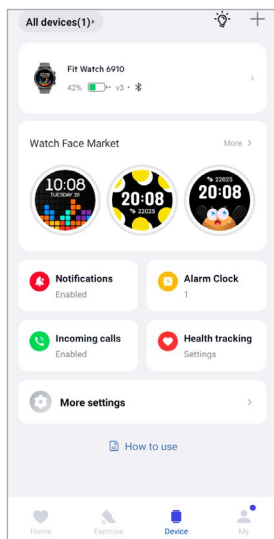 All devices(1)
Fit Watch 6910
42% v3
Watch Face Market
More
10:08
TUESDAY 20
20:08
22025
22025
20:08
Notifications
Enabled
Alarm Clock
1
Incoming calls
Enabled
Health tracking
Settings
More settings
How to use
Home
Exercise
Device
My